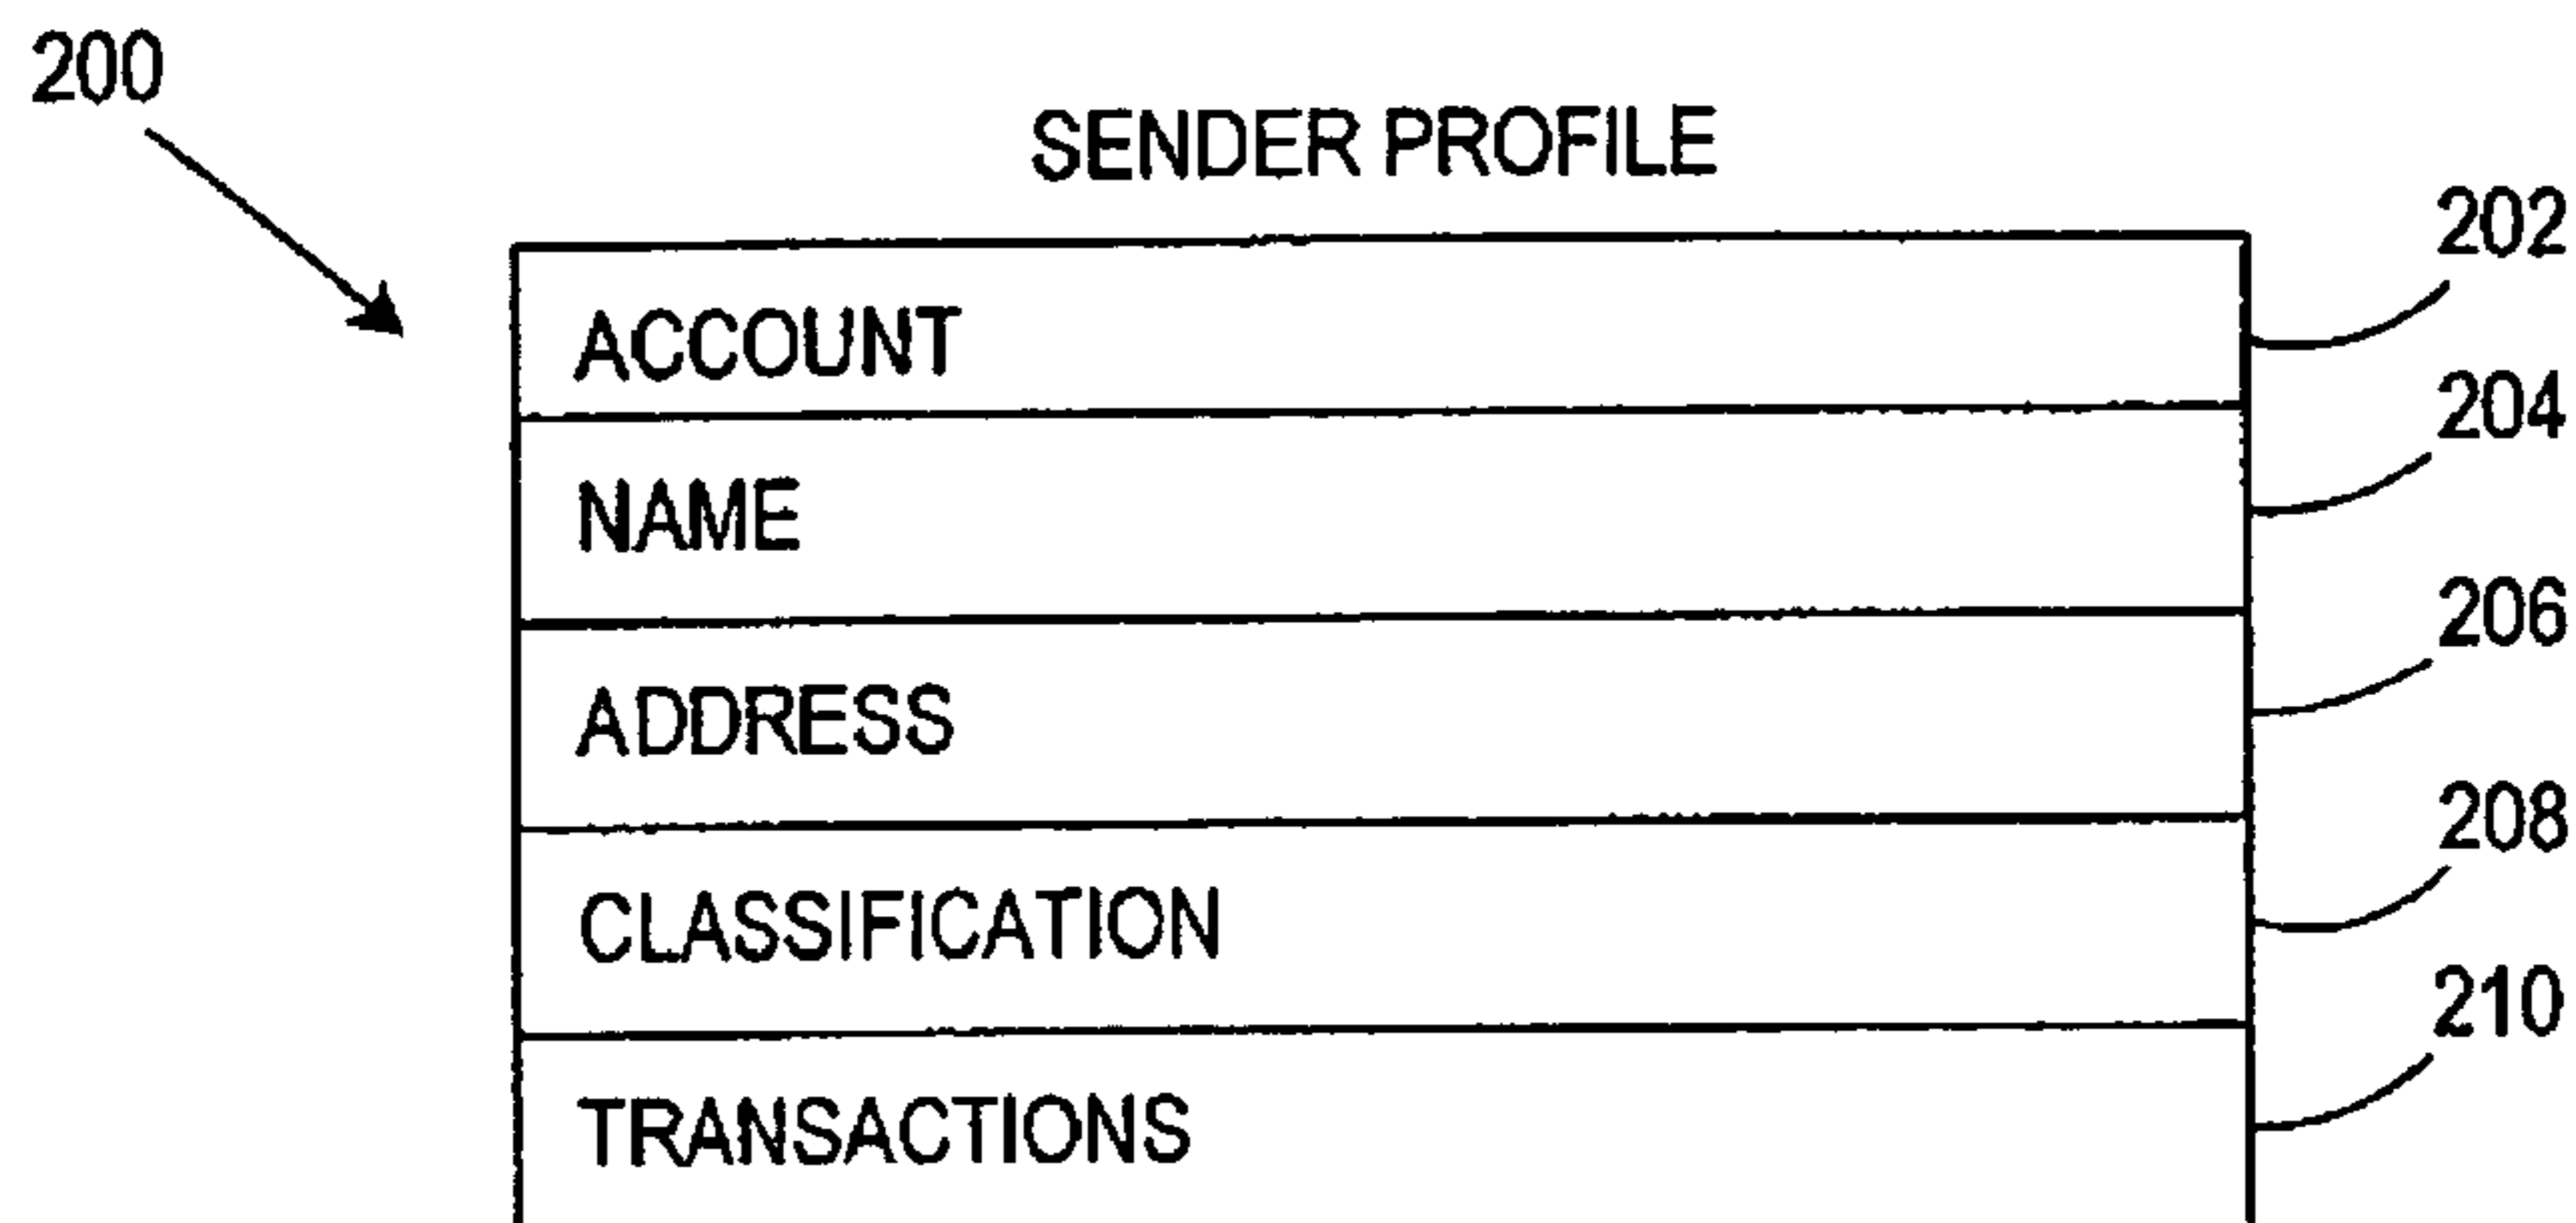 200
SENDER PROFILE
202
ACCOUNT
204
NAME
206
ADDRESS
208
CLASSIFICATION
210
TRANSACTIONS